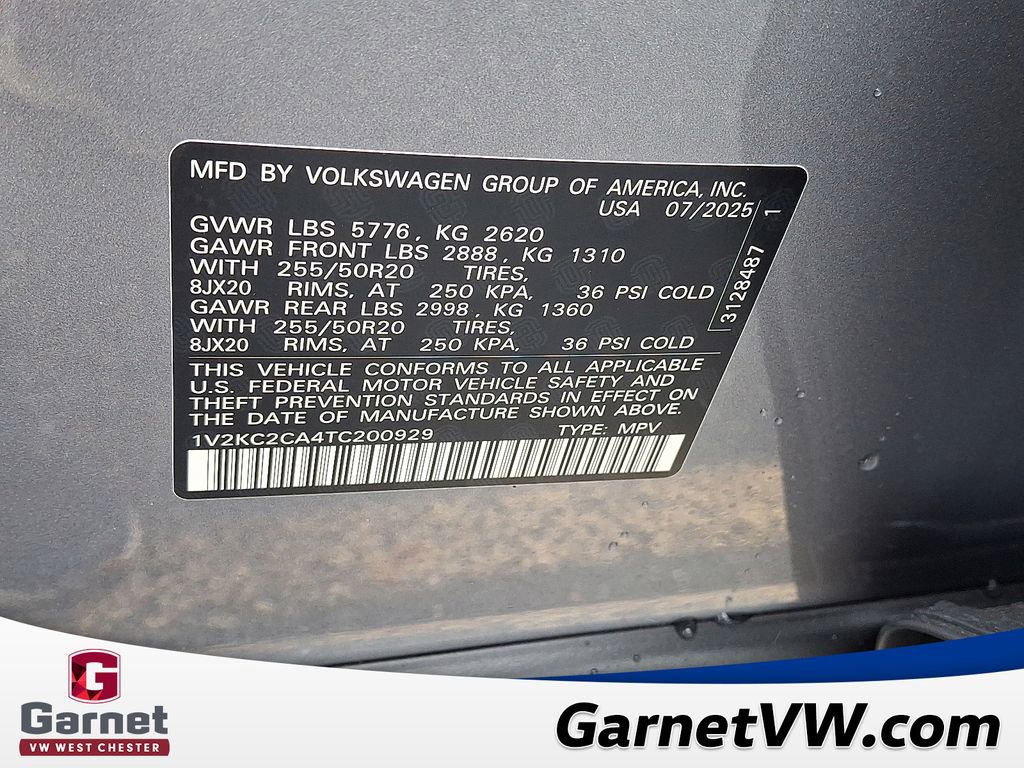 MFD BY VOLKSWAGEN GROUP OF AMERICA, INC.
USA 07/2025
1
3128487
GVWR LBS 5776, KG 2620
GAWR FRONT LBS 2888, KG 1310
WITH 255/50R20 TIRES,
8JX20 RIMS, AT 250 KPA, 36 PSI COLD
GAWR REAR LBS 2998, KG 1360
WITH 255/50R20 TIRES,
8JX20 RIMS, AT 250 KPA, 36 PSI COLD
THIS VEHICLE CONFORMS TO ALL APPLICABLE
U.S. FEDERAL MOTOR VEHICLE SAFETY AND
THEFT PREVENTION STANDARDS IN EFFECT ON
THE DATE OF MANUFACTURE SHOWN ABOVE.
1V2KC2CA4TC200929 TYPE: MPV
G
Garnet
VW WEST CHESTER
GarnetVW.com